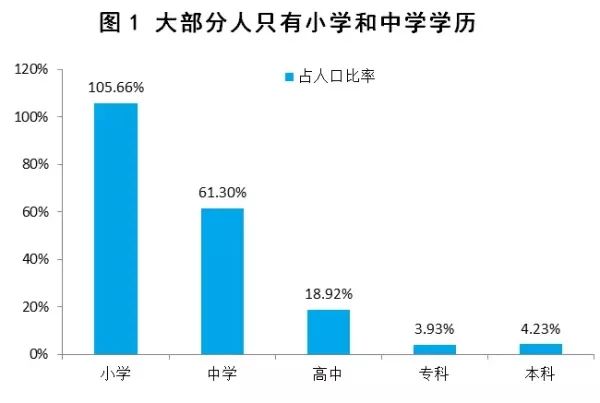 图 1 大部分人只有小学和中学学历
120%
100%
80%
60%
40%
20%
0%
占人口比率
105.66%
61.30%
18.92%
3.93%
4.23%
小学
中学
高中
专科
本科